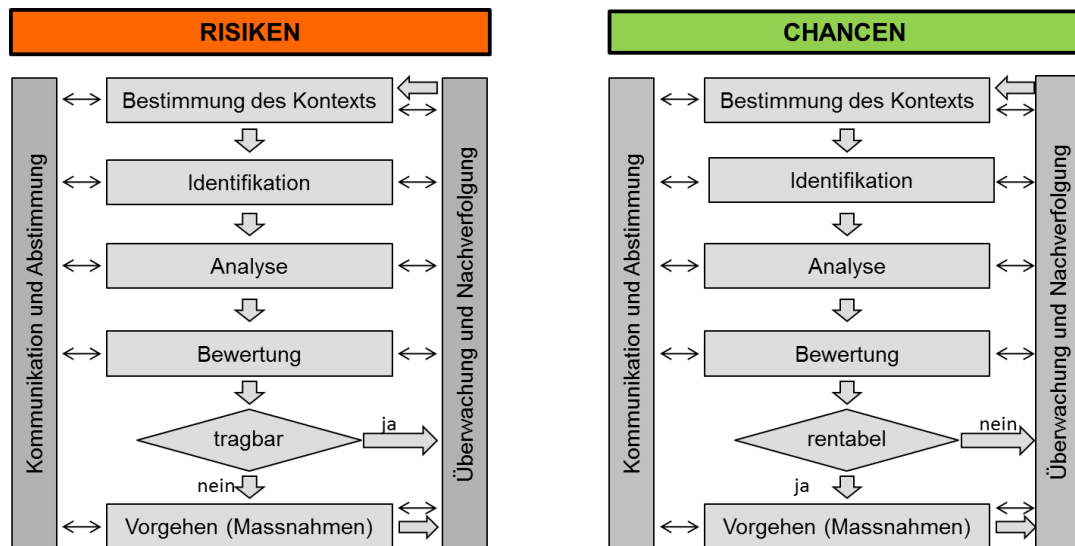 RISIKEN
Kommunikation und Abstimmung
Bestimmung des Kontexts
Identifikation
Analyse
Bewertung
tragbar
ja
nein
Vorgehen (Massnahmen)
Überwachung und Nachverfolgung
CHANCEN
Kommunikation und Abstimmung
Bestimmung des Kontexts
Identifikation
Analyse
Bewertung
rentabel
nein
ja
Vorgehen (Massnahmen)
Überwachung und Nachverfolgung